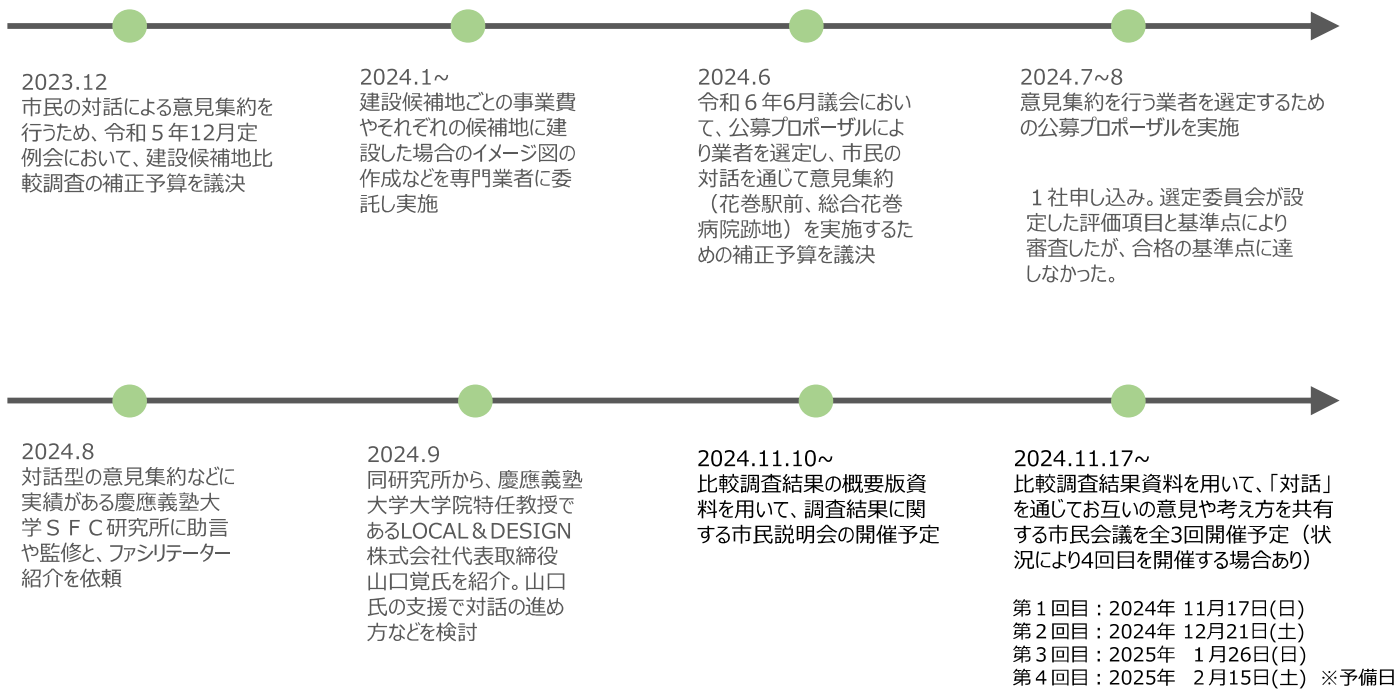 2023.12
市民の対話による意見集約を
行うため、令和５年12月定
例会において、建設候補地比
較調査の補正予算を議決
2024.1~
建設候補地ごとの事業費
やそれぞれの候補地に建
設した場合のイメージ図の
作成などを専門業者に委
託し実施
2024.6
令和６年6月議会におい
て、公募プロポーザルによ
り業者を選定し、市民の
対話を通じて意見集約
（花巻駅前、総合花巻
病院跡地）を実施するた
めの補正予算を議決
2024.7~8
意見集約を行う業者を選定するため
の公募プロポーザルを実施
１社申し込み。選定委員会が設
定した評価項目と基準点により
審査したが、合格の基準点に達
しなかった。
2024.8
対話型の意見集約などに
実績がある慶應義塾大
学ＳＦＣ研究所に助言
や監修と、ファシリテーター
紹介を依頼
2024.9
同研究所から、慶應義塾
大学大学院特任教授で
あるLOCAL＆DESIGN
株式会社代表取締役
山口覚氏を紹介。山口
氏の支援で対話の進め
方などを検討
2024.11.10~
比較調査結果の概要版資
料を用いて、調査結果に関
する市民説明会の開催予定
2024.11.17~
比較調査結果資料を用いて、「対話」
を通じてお互いの意見や考え方を共有
する市民会議を全3回開催予定（状
況により4回目を開催する場合あり）
第１回目：2024年 11月17日(日)
第２回目：2024年 12月21日(土)
第３回目：2025年　１月26日(日)
第４回目：2025年　２月15日(土) ※予備日